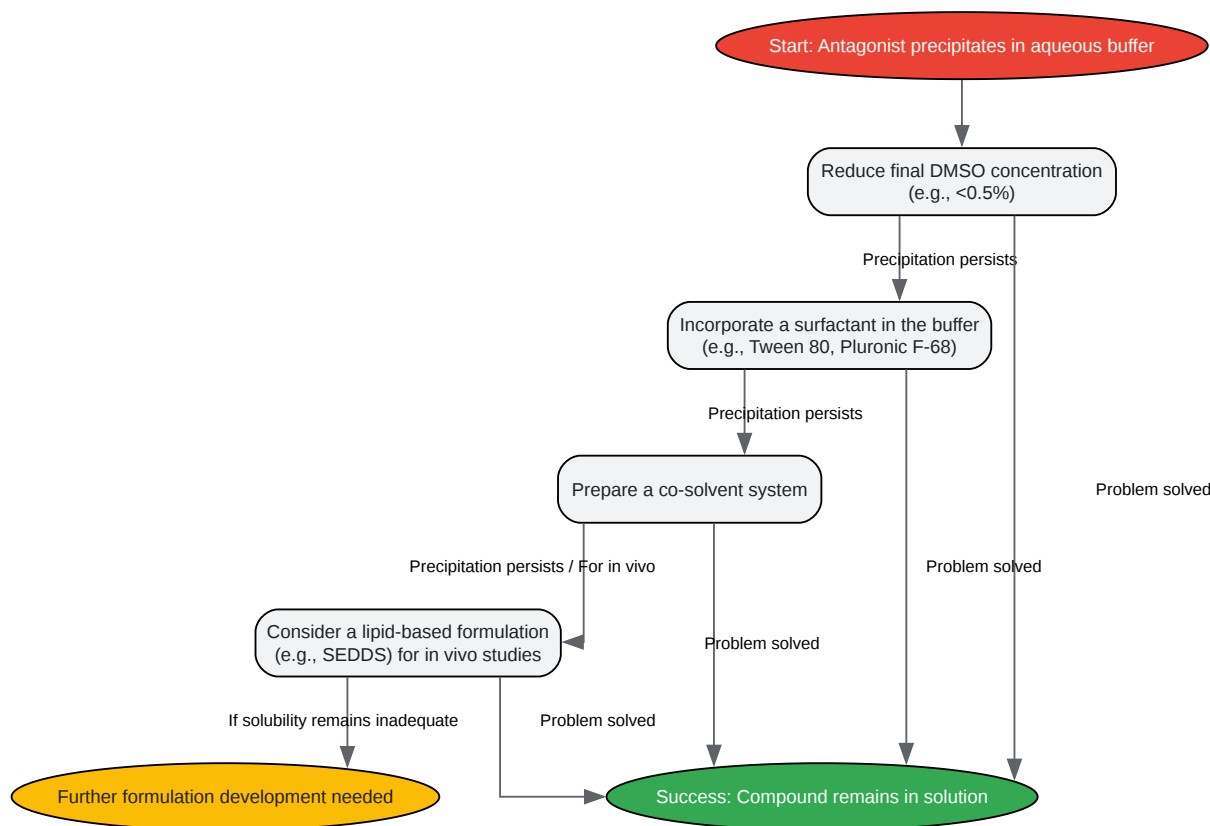 Start: Antagonist precipitates in aqueous buffer
Reduce final DMSO concentration
(e.g., <0.5%)
Precipitation persists
Incorporate a surfactant in the buffer
(e.g., Tween 80, Pluronic F-68)
Precipitation persists
Prepare a co-solvent system
Problem solved
Precipitation persists / For in vivo
Problem solved
Consider a lipid-based formulation
(e.g., SEDDS) for in vivo studies
Problem solved
If solubility remains inadequate
Problem solved
Further formulation development needed
Success: Compound remains in solution